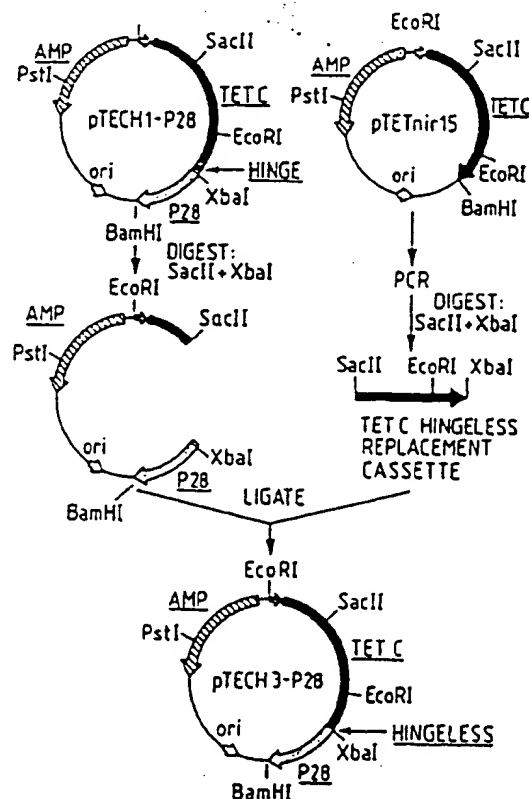 AMP
PstI
SacII
TET C
pTECH1-P28
EcoRI
ori
HINGE
XbaI
P28
BamHI
EcoRI
AMP
PstI
SacII
TETC
pTETnir15
EcoRI
ori
BamHI
DIGEST:
SacII+XbaI
PCR
DIGEST:
SacII+XbaI
EcoRI
AMP
PstI
SacII
ori
XbaI
P28
BamHI
SacII EcoRI XbaI
TET C HINGELESS
REPLACEMENT
CASSETTE
LIGATE
EcoRI
AMP
PstI
SacII
TET C
pTECH3-P28
EcoRI
ori
HINGELESS
XbaI
P28
BamHI